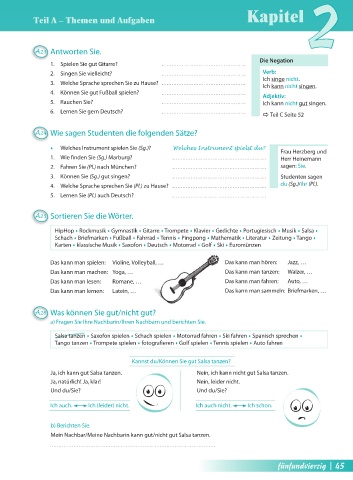 Teil A – Themen und Aufgaben
Kapitel 2
Antworten Sie.
1. Spielen Sie gut Gitarre?
2. Singen Sie vielleicht?
3. Welche Sprache sprechen Sie zu Hause?
4. Können Sie gut Fußball spielen?
5. Kochen Sie?
6. Lernen Sie gern Deutsch?
Die Negation
Verb:
Ich singe nicht.
Ich kann nicht singen.
Adjektiv:
Ich kann nicht gut singen.
⇨ Teil C Seite 52
Wie sagen Studenten die folgenden Sätze?
• Welches Instrument spielen Sie (Sg.)? Welches Instrument spielst du?
1. Wie finden Sie (Sg.) Marburg?
2. Fahren Sie (Pl.) nach München?
3. Können Sie (Sg.) gut singen?
4. Welche Sprache sprechen Sie (Pl.) zu Hause?
5. Lernen Sie (Pl.) auch Deutsch?
Frau Herzberg und
Herr Heinemann
sagen: Sie.
Studenten sagen
du (Sg.)/ihr (Pl.).
Sortieren Sie die Wörter.
HipHop • Rockmusik • Gymnastik • Gitarre • Trompete • Klavier • Gedichte • Portugiesisch • Musik • Salsa •
Schach • Briefmarken • Fußball • Fahrrad • Tennis • Pingpong • Mathematik • Literatur • Zeitung • Tango •
Karten • klassische Musik • Saxofon • Deutsch • Motorrad • Golf • Ski • Euromünzen
Das kann man spielen: Violine, Volleyball, …
Das kann man machen: Yoga, …
Das kann man lesen: Romane, …
Das kann man lernen: Latein, …
Das kann man hören: Jazz, …
Das kann man tanzen: Walzer, …
Das kann man fahren: Auto, …
Das kann man sammeln: Briefmarken, …
Was können Sie gut/nicht gut?
a) Fragen Sie Ihre Nachbarin/Ihren Nachbarn und berichten Sie.
Salsa tanzen • Saxofon spielen • Schach spielen • Motorrad fahren • Ski fahren • Spanisch sprechen •
Tango tanzen • Trompete spielen • fotografieren • Golf spielen • Tennis spielen • Auto fahren
Kannst du/Können Sie gut Salsa tanzen?
Ja, ich kann gut Salsa tanzen.
Ja, natürlich! Ja, klar!
Und du/Sie?
Ich auch. Ich (leider) nicht.
Nein, ich kann nicht gut Salsa tanzen.
Nein, leider nicht.
Und du/Sie?
Ich auch nicht. Ich schon.
b) Berichten Sie.
Mein Nachbar/Meine Nachbarin kann gut/nicht gut Salsa tanzen.
fünfundvierzig | 45